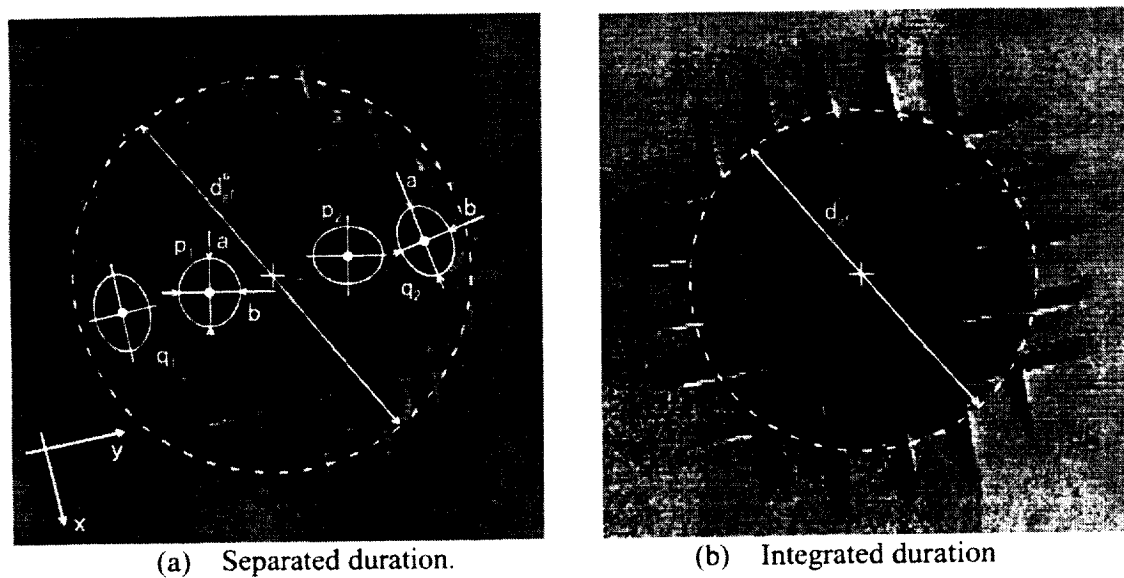 a
b
p₂
q₂
p₁
a
b
q₁
y
x
(a) Separated duration.
(b) Integrated duration